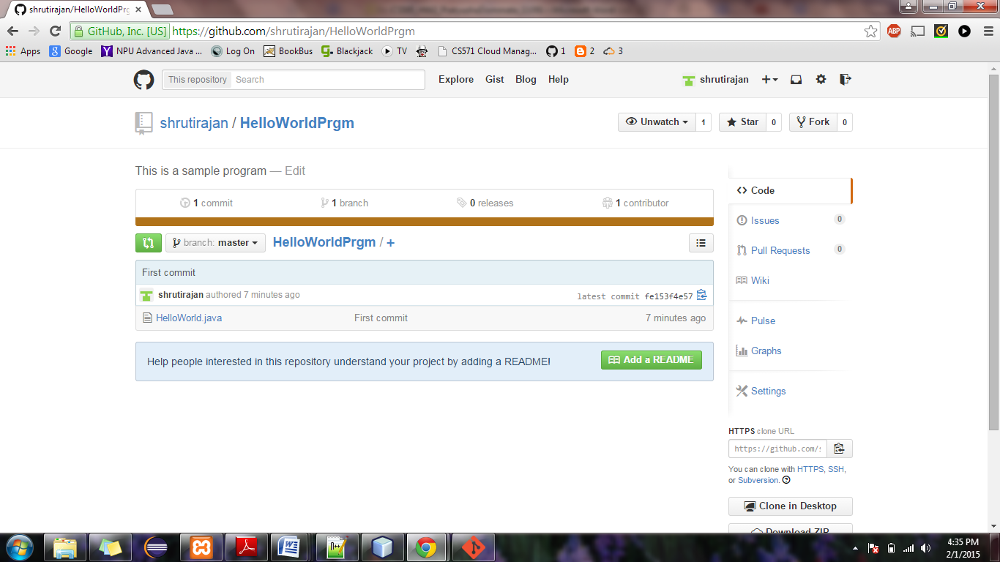 shrutirajan/HelloWorldPrg
GitHub, Inc. [US] https://github.com/shrutirajan/HelloWorldPrgm ABP
Apps Google NPU Advanced Java ... Log On BookBus Blackjack TV CS571 Cloud Manag... 1 2 3
This repository Search Explore Gist Blog Help shrutirajan
shrutirajan / HelloWorldPrgm Unwatch 1 Star 0 Fork 0
This is a sample program — Edit
1 commit 1 branch 0 releases 1 contributor
branch: master HelloWorldPrgm / +
First commit
shrutirajan authored 7 minutes ago latest commit fe153f4e57
HelloWorld.java First commit 7 minutes ago
Help people interested in this repository understand your project by adding a README! Add a README
Code
Issues 0
Pull Requests 0
Wiki
Pulse
Graphs
Settings
HTTPS clone URL
https://github.com/s
You can clone with HTTPS, SSH,
or Subversion.
Clone in Desktop
Download ZIP
4:35 PM
2/1/2015